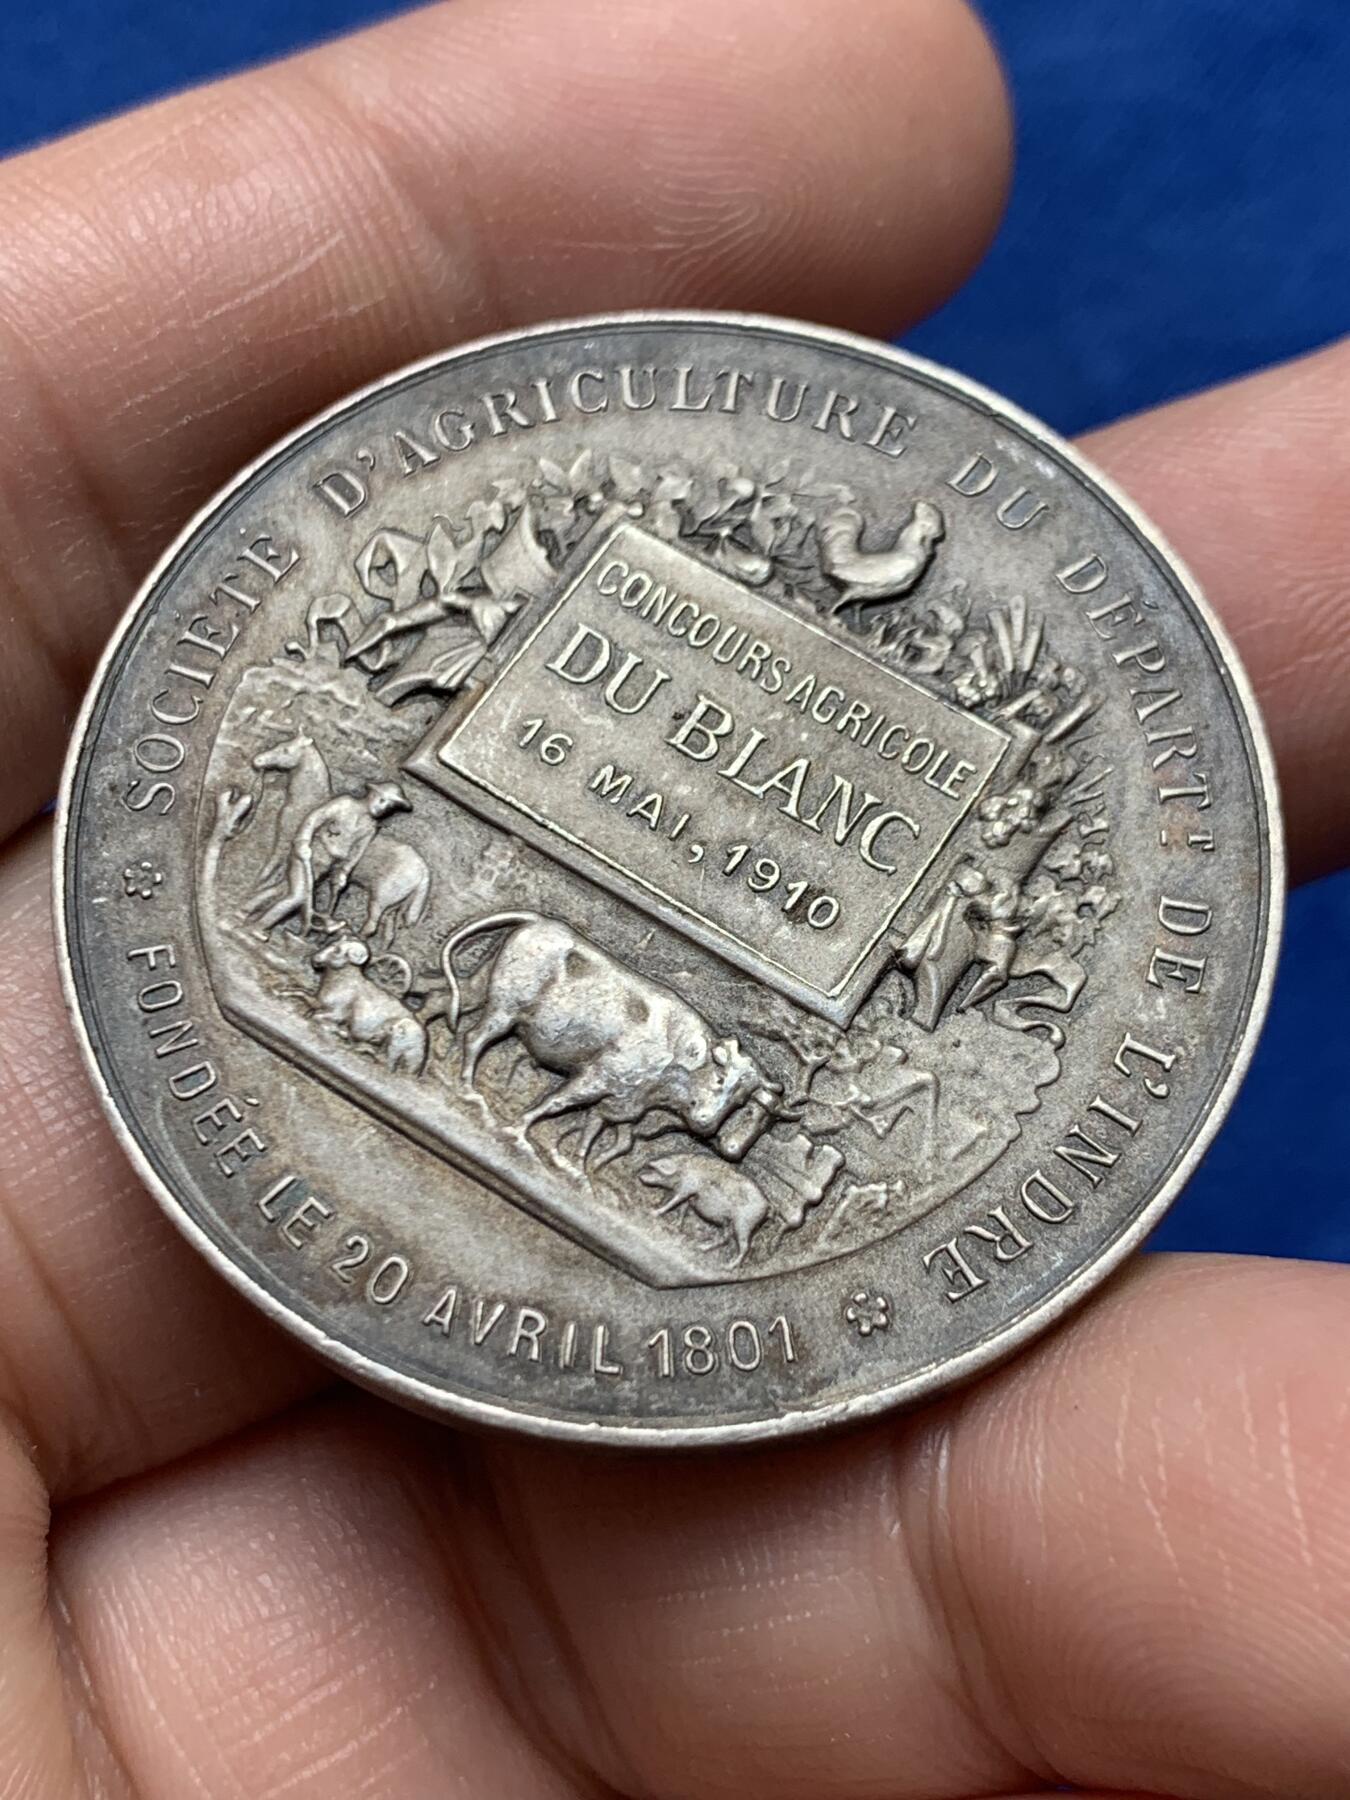 SOCIÉTÉ D'AGRICULTURE DU DÉPART.T DE L'INDRE
CONCOURS AGRICOLE
DU BLANC
16 MAI, 1910
FONDÉE LE 20 AVRIL 1801